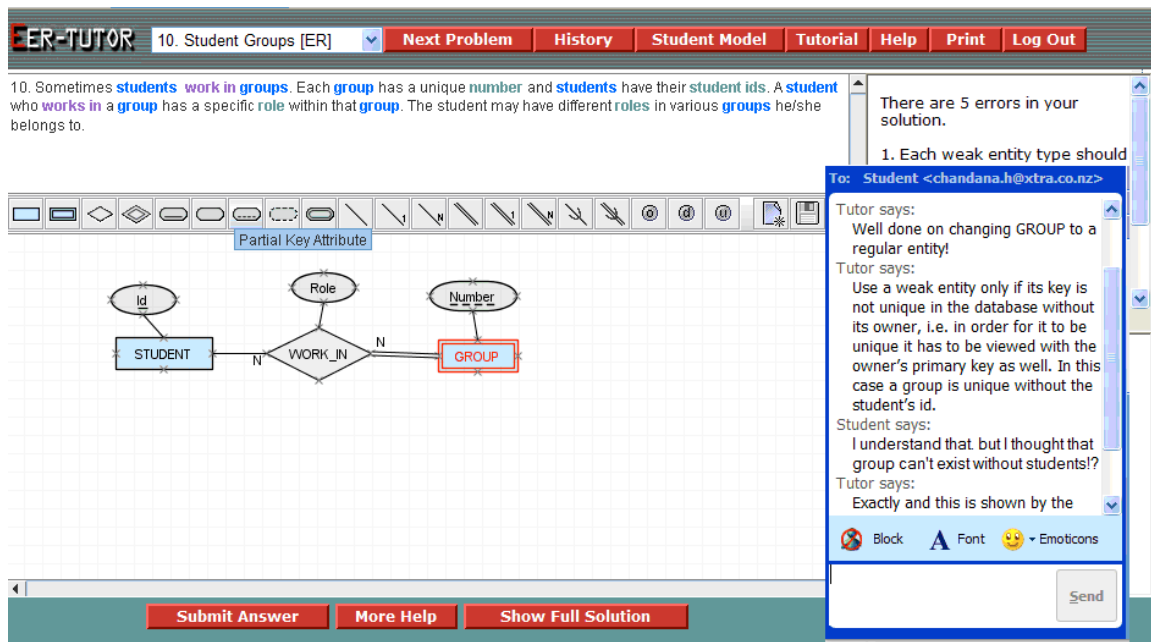 EER-TUTOR
10. Student Groups [ER]
Next Problem
History
Student Model
Tutorial
Help
Print
Log Out
10. Sometimes students work in groups. Each group has a unique number and students have their student ids. A student
who works in a group has a specific role within that group. The student may have different roles in various groups he/she
belongs to.
There are 5 errors in your
solution.
1. Each weak entity type should
1
N
1
N
o
d
u
Partial Key Attribute
Id
Role
Number
STUDENT
N
WORK_IN
N
GROUP
To: Student <chandana.h@xtra.co.nz>
Tutor says:
Well done on changing GROUP to a
regular entity!
Tutor says:
Use a weak entity only if its key is
not unique in the database without
its owner, i.e. in order for it to be
unique it has to be viewed with the
owner's primary key as well. In this
case a group is unique without the
student's id.
Student says:
I understand that. but I thought that
group can't exist without students!?
Tutor says:
Exactly and this is shown by the
Block
A Font
Emoticons
Send
Submit Answer
More Help
Show Full Solution